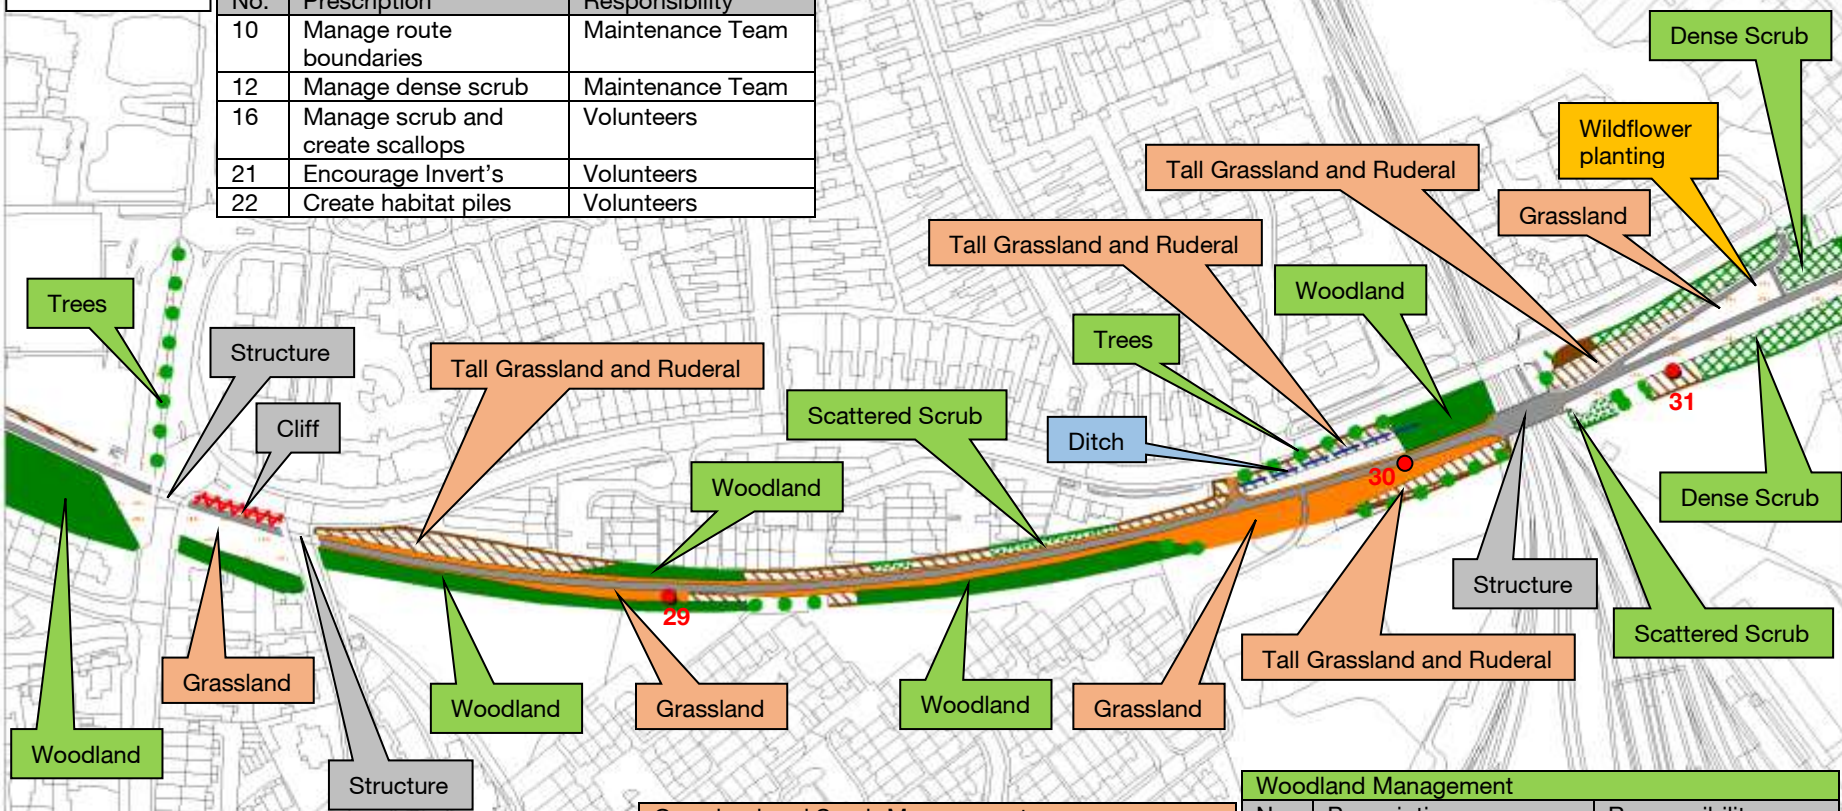 No. Prescription Responsibility
10 Manage route Maintenance Team
boundaries
12 Manage dense scrub Maintenance Team
16 Manage scrub and Volunteers
create scallops
21 Encourage Invert’s Volunteers
22 Create habitat piles Volunteers
Dense Scrub
Wildflower
planting
Tall Grassland and Ruderal
Grassland
Tall Grassland and Ruderal
Woodland
Trees
Trees
Structure
Tall Grassland and Ruderal
Scattered Scrub
Cliff
Ditch
31
30
Woodland
Dense Scrub
Structure
29
Scattered Scrub
Tall Grassland and Ruderal
Grassland
Woodland
Grassland
Woodland
Grassland
Woodland
Structure
Woodland Management